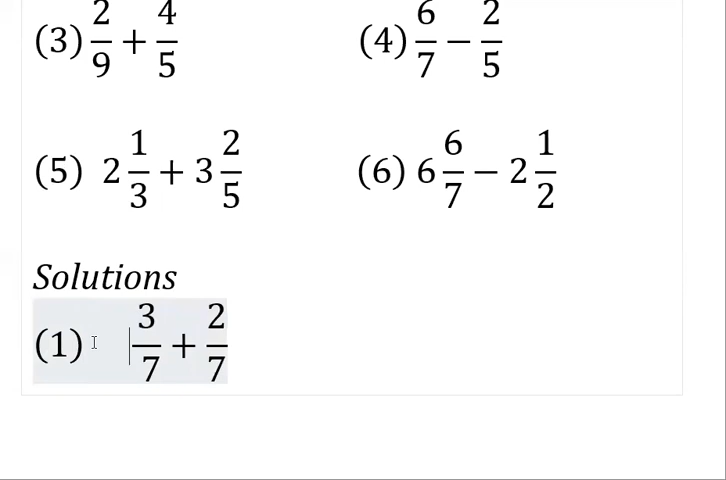 (3) 2/9 + 4/5 (4) 6/7 − 2/5
(5) 2 1/3 + 3 2/5 (6) 6 6/7 − 2 1/2
Solutions
(1) 3/7 + 2/7